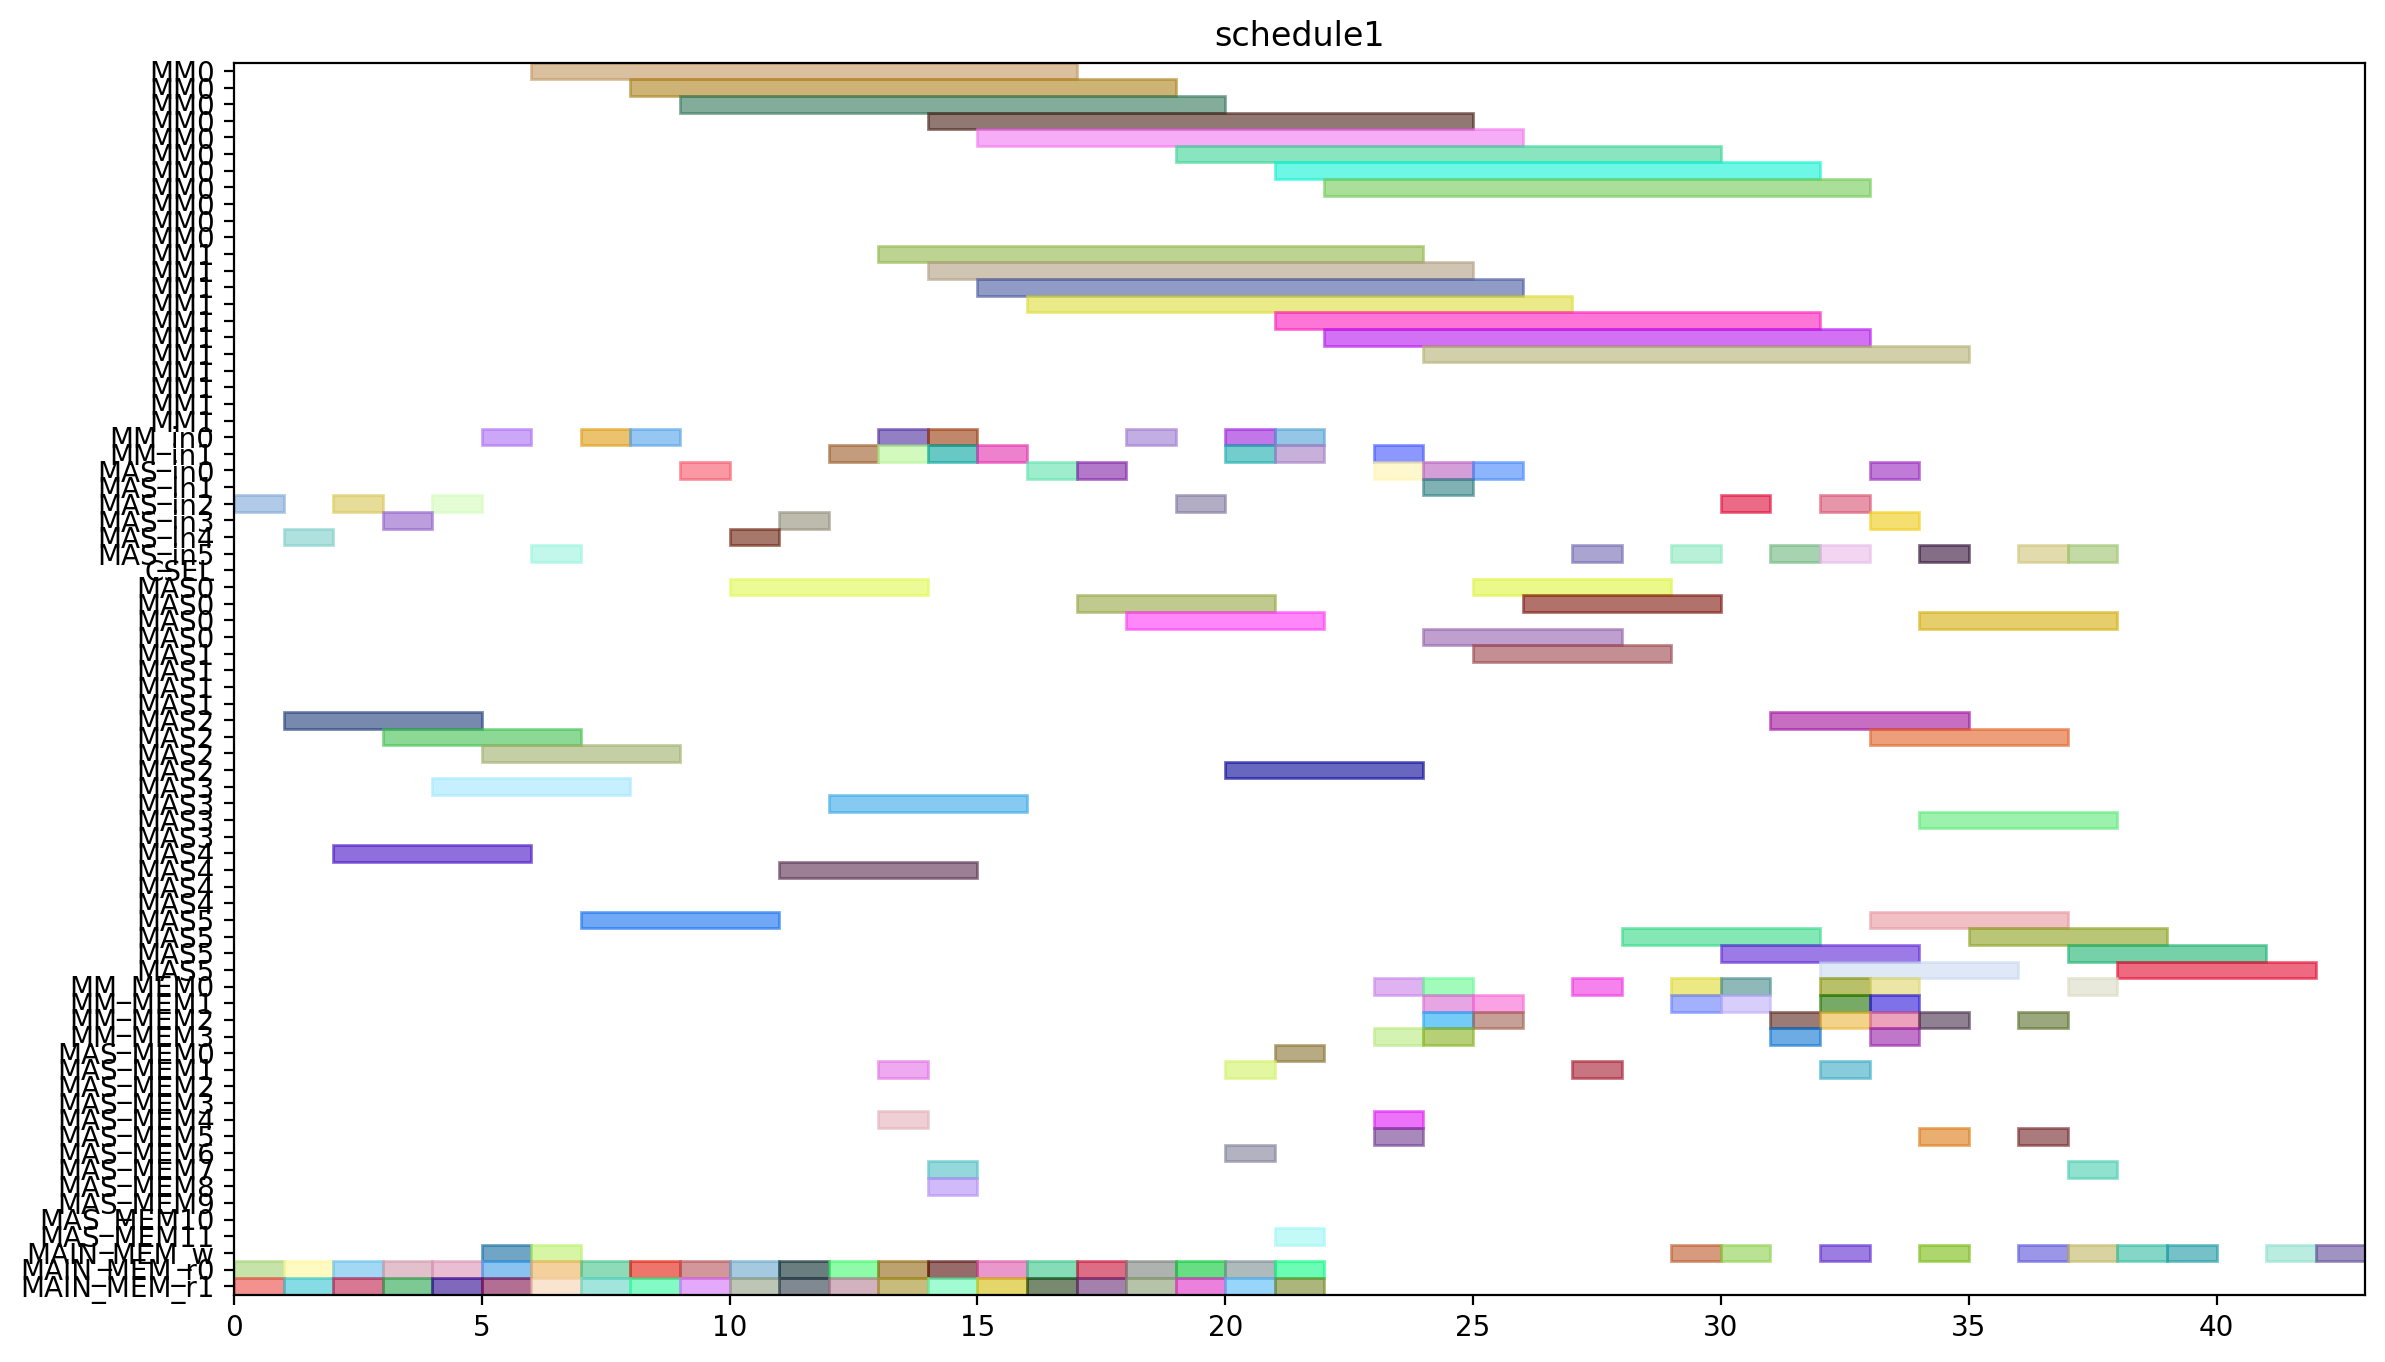 schedule1
MM0
MM0
MM0
MM0
MM0
MM0
MM0
MM0
MM0
MM0
MM0
MM1
MM1
MM1
MM1
MM1
MM1
MM1
MM1
MM1
MM1
MM1
MM_in0
MM_in1
MAS_in0
MAS_in1
MAS_in2
MAS_in3
MAS_in4
MAS_in5
CSEL
MAS0
MAS0
MAS0
MAS0
MAS1
MAS1
MAS1
MAS1
MAS2
MAS2
MAS2
MAS2
MAS3
MAS3
MAS3
MAS3
MAS4
MAS4
MAS4
MAS4
MAS5
MAS5
MAS5
MAS5
MM_MEM0
MM_MEM1
MM_MEM2
MM_MEM3
MAS_MEM0
MAS_MEM1
MAS_MEM2
MAS_MEM3
MAS_MEM4
MAS_MEM5
MAS_MEM6
MAS_MEM7
MAS_MEM8
MAS_MEM9
MAS_MEM10
MAS_MEM11
MAIN_MEM_w
MAIN_MEM_r0
MAIN_MEM_r1
0 5 10 15 20 25 30 35 40